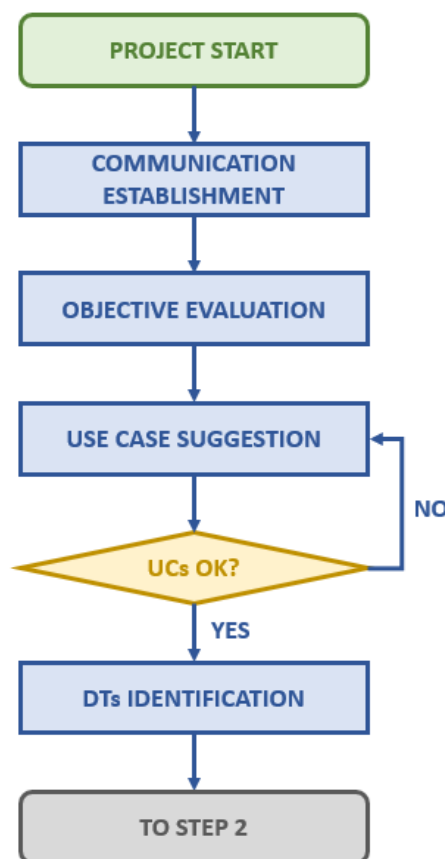 PROJECT START
COMMUNICATION
ESTABLISHMENT
OBJECTIVE EVALUATION
USE CASE SUGGESTION
NO
UCs OK?
YES
DTs IDENTIFICATION
TO STEP 2